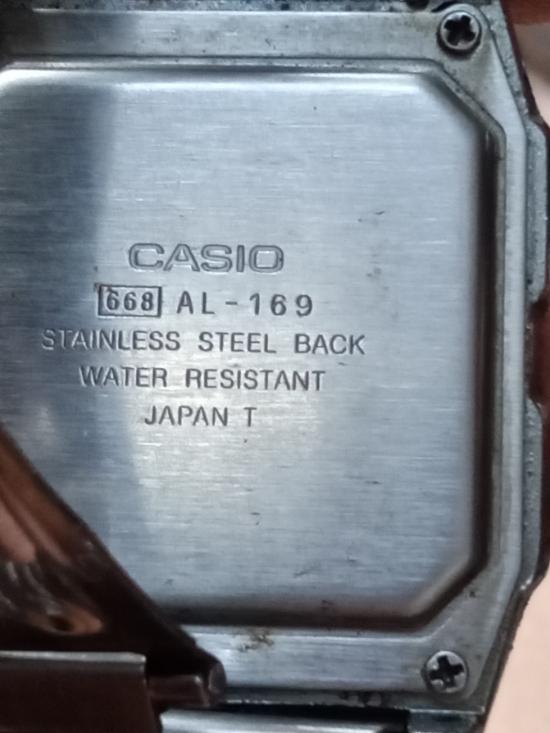 CASIO
668 AL-169
STAINLESS STEEL BACK
WATER RESISTANT
JAPAN T